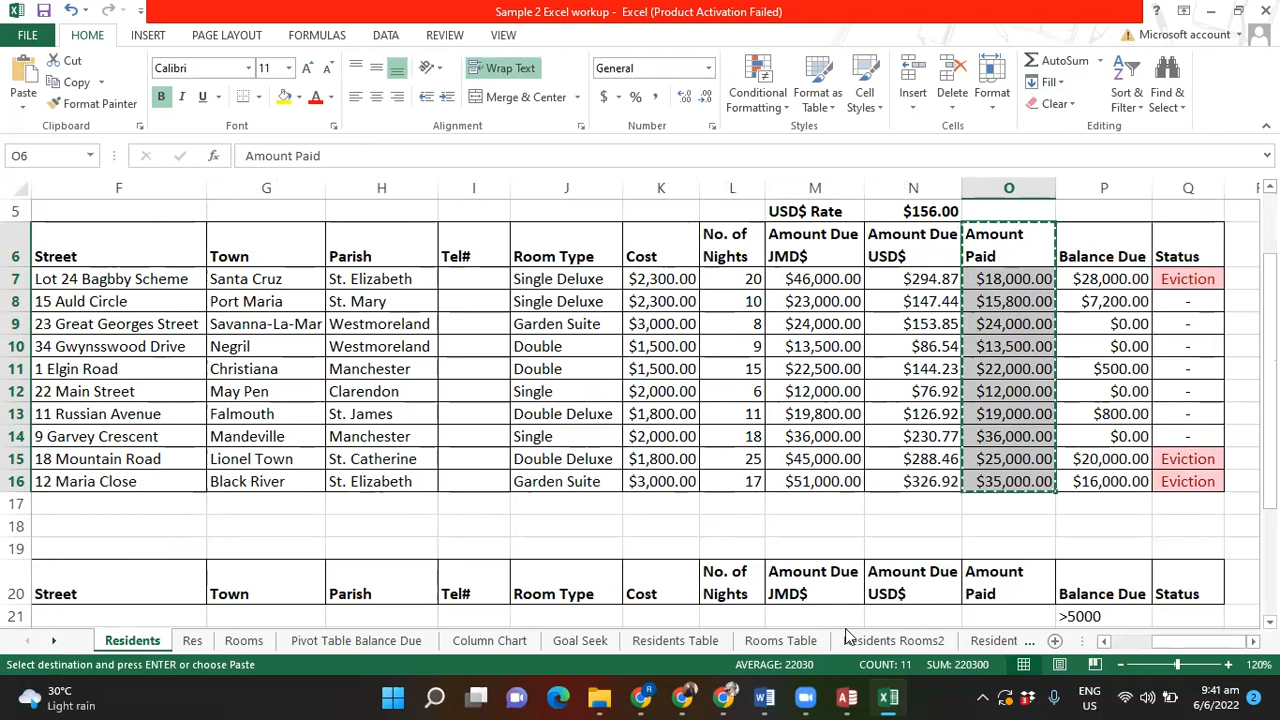 Sample 2 Excel workup - Excel (Product Activation Failed)
FILE HOME INSERT PAGE LAYOUT FORMULAS DATA REVIEW VIEW Microsoft account
Paste Cut Copy Format Painter
Clipboard
Calibri 11
B I U A
Font
Wrap Text
Merge & Center
Alignment
General
$ % ,
Number
Conditional Formatting Format as Table Cell Styles
Styles
Insert Delete Format
Cells
AutoSum Fill Clear Sort & Filter Find & Select
Editing
O6 fx Amount Paid
F G H I J K L M N O P Q
5 USD$ Rate $156.00
6 Street Town Parish Tel# Room Type Cost No. of Nights Amount Due JMD$ Amount Due USD$ Amount Paid Balance Due Status
7 Lot 24 Bagbby Scheme Santa Cruz St. Elizabeth Single Deluxe $2,300.00 20 $46,000.00 $294.87 $18,000.00 $28,000.00 Eviction
8 15 Auld Circle Port Maria St. Mary Single Deluxe $2,300.00 10 $23,000.00 $147.44 $15,800.00 $7,200.00 -
9 23 Great Georges Street Savanna-La-Mar Westmoreland Garden Suite $3,000.00 8 $24,000.00 $153.85 $24,000.00 $0.00 -
10 34 Gwynsswood Drive Negril Westmoreland Double $1,500.00 9 $13,500.00 $86.54 $13,500.00 $0.00 -
11 1 Elgin Road Christiana Manchester Double $1,500.00 15 $22,500.00 $144.23 $22,000.00 $500.00 -
12 22 Main Street May Pen Clarendon Single $2,000.00 6 $12,000.00 $76.92 $12,000.00 $0.00 -
13 11 Russian Avenue Falmouth St. James Double Deluxe $1,800.00 11 $19,800.00 $126.92 $19,000.00 $800.00 -
14 9 Garvey Crescent Mandeville Manchester Single $2,000.00 18 $36,000.00 $230.77 $36,000.00 $0.00 -
15 18 Mountain Road Lionel Town St. Catherine Double Deluxe $1,800.00 25 $45,000.00 $288.46 $25,000.00 $20,000.00 Eviction
16 12 Maria Close Black River St. Elizabeth Garden Suite $3,000.00 17 $51,000.00 $326.92 $35,000.00 $16,000.00 Eviction
17
18
19
20 Street Town Parish Tel# Room Type Cost No. of Nights Amount Due JMD$ Amount Due USD$ Amount Paid Balance Due Status
21 >5000
Residents Res Rooms Pivot Table Balance Due Column Chart Goal Seek Residents Table Rooms Table Residents Rooms2 Resident ...
Select destination and press ENTER or choose Paste AVERAGE: 22030 COUNT: 11 SUM: 220300 120%
30°C Light rain ENG US 9:41 am 6/6/2022 2